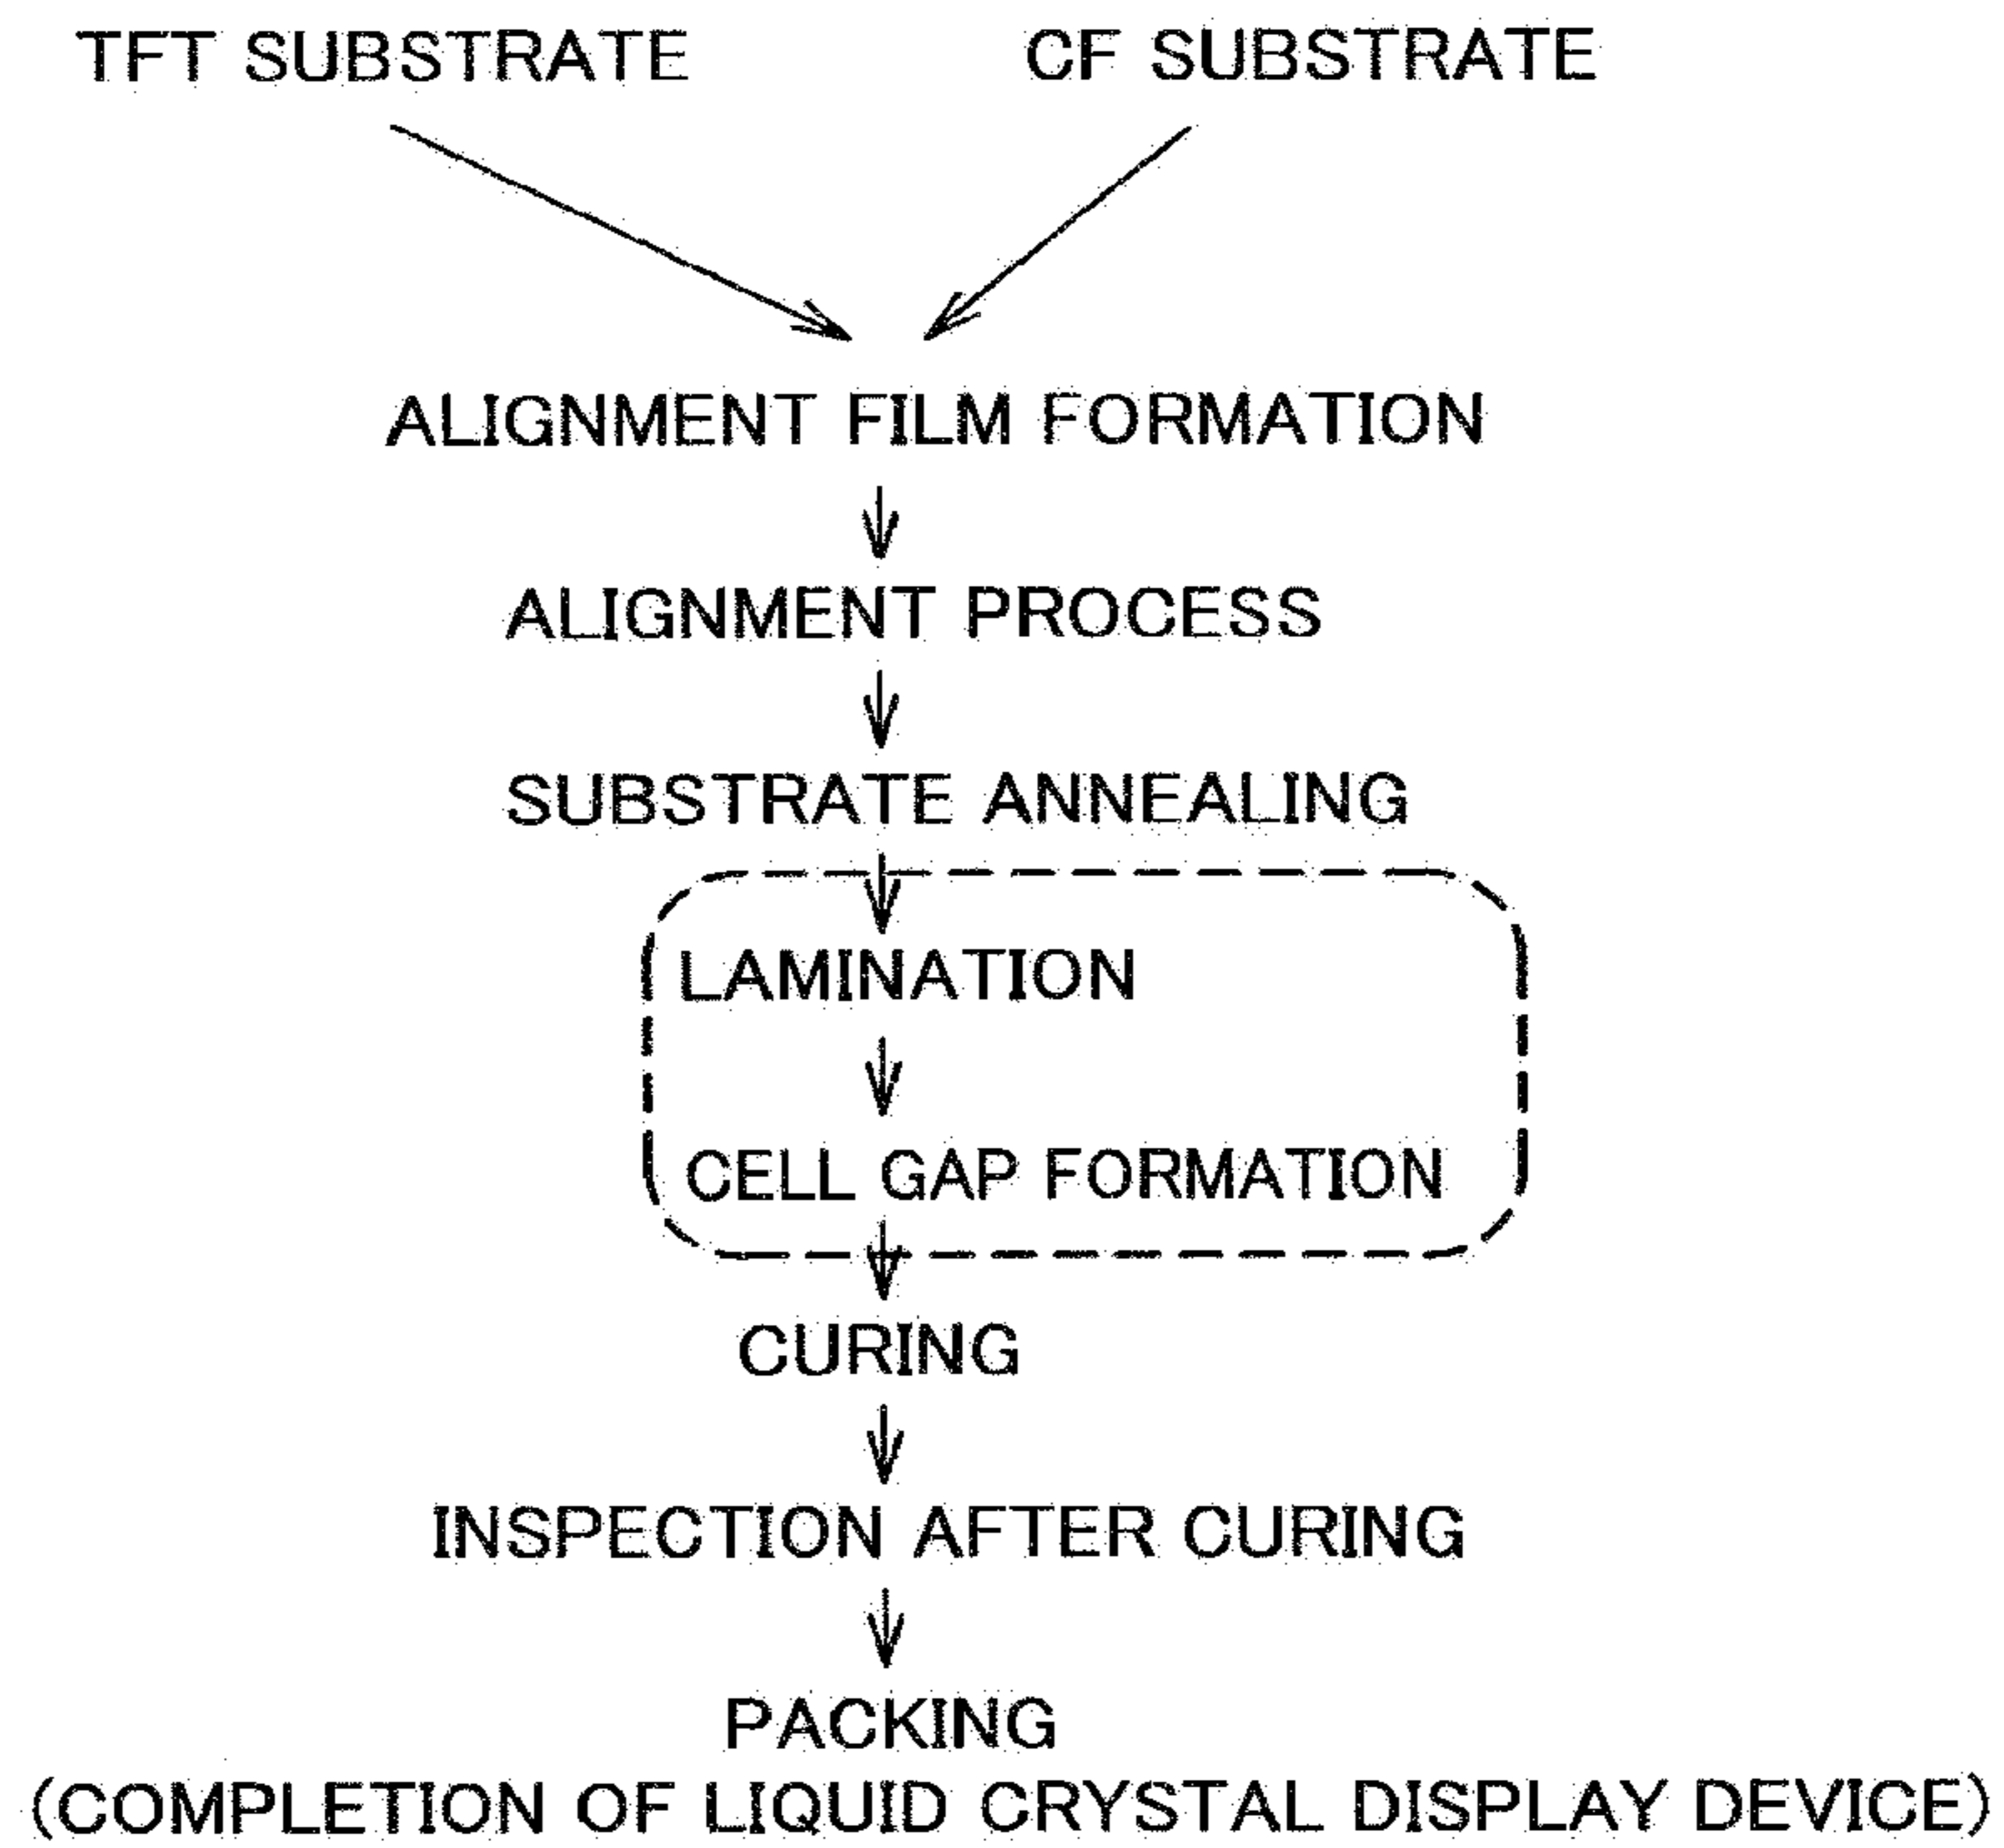 TFT SUBSTRATE CF SUBSTRATE
ALIGNMENT FILM FORMATION
ALIGNMENT PROCESS
SUBSTRATE ANNEALING
LAMINATION
CELL GAP FORMATION
CURING
INSPECTION AFTER CURING
PACKING
(COMPLETION OF LIQUID CRYSTAL DISPLAY DEVICE)